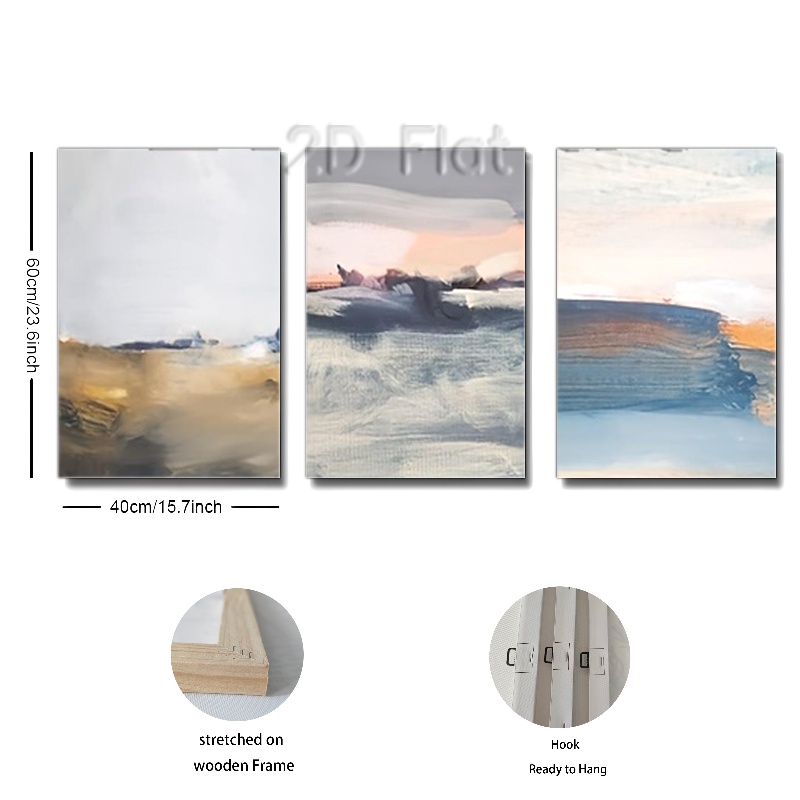 2D Flat
60cm/23.6inch
40cm/15.7inch
stretched on
wooden Frame
Hook
Ready to Hang